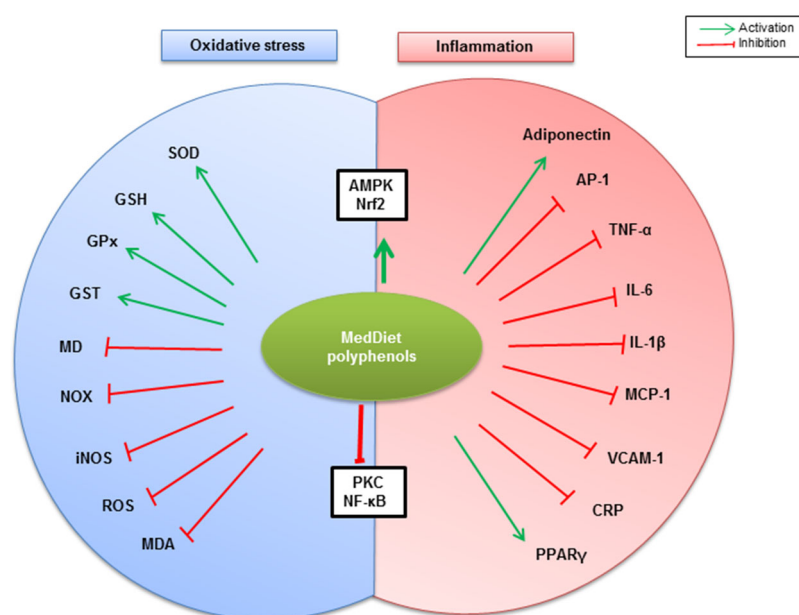 Oxidative stress
Inflammation
Activation
Inhibition
SOD
GSH
GPx
GST
MD
NOX
iNOS
ROS
MDA
AMPK
Nrf2
MedDiet
polyphenols
PKC
NF-κB
Adiponectin
AP-1
TNF-α
IL-6
IL-1β
MCP-1
VCAM-1
CRP
PPARγ